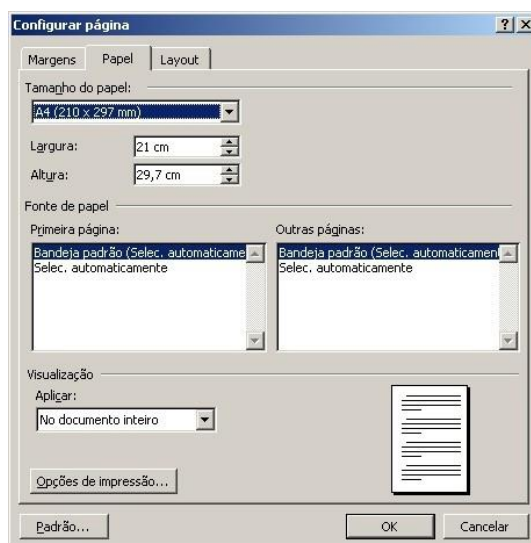 Configurar página
Margens
Papel
Layout
Tamanho do papel:
A4 (210 x 297 mm)
Largura:
21 cm
Altura:
29,7 cm
Fonte de papel
Primeira página:
Outras páginas:
Bandeja padrão (Selec. automaticame
Selec. automaticamente
Bandeja padrão (Selec. automaticamen
Selec. automaticamente
Visualização
Aplicar:
No documento inteiro
Opções de impressão...
Padrão...
OK
Cancelar